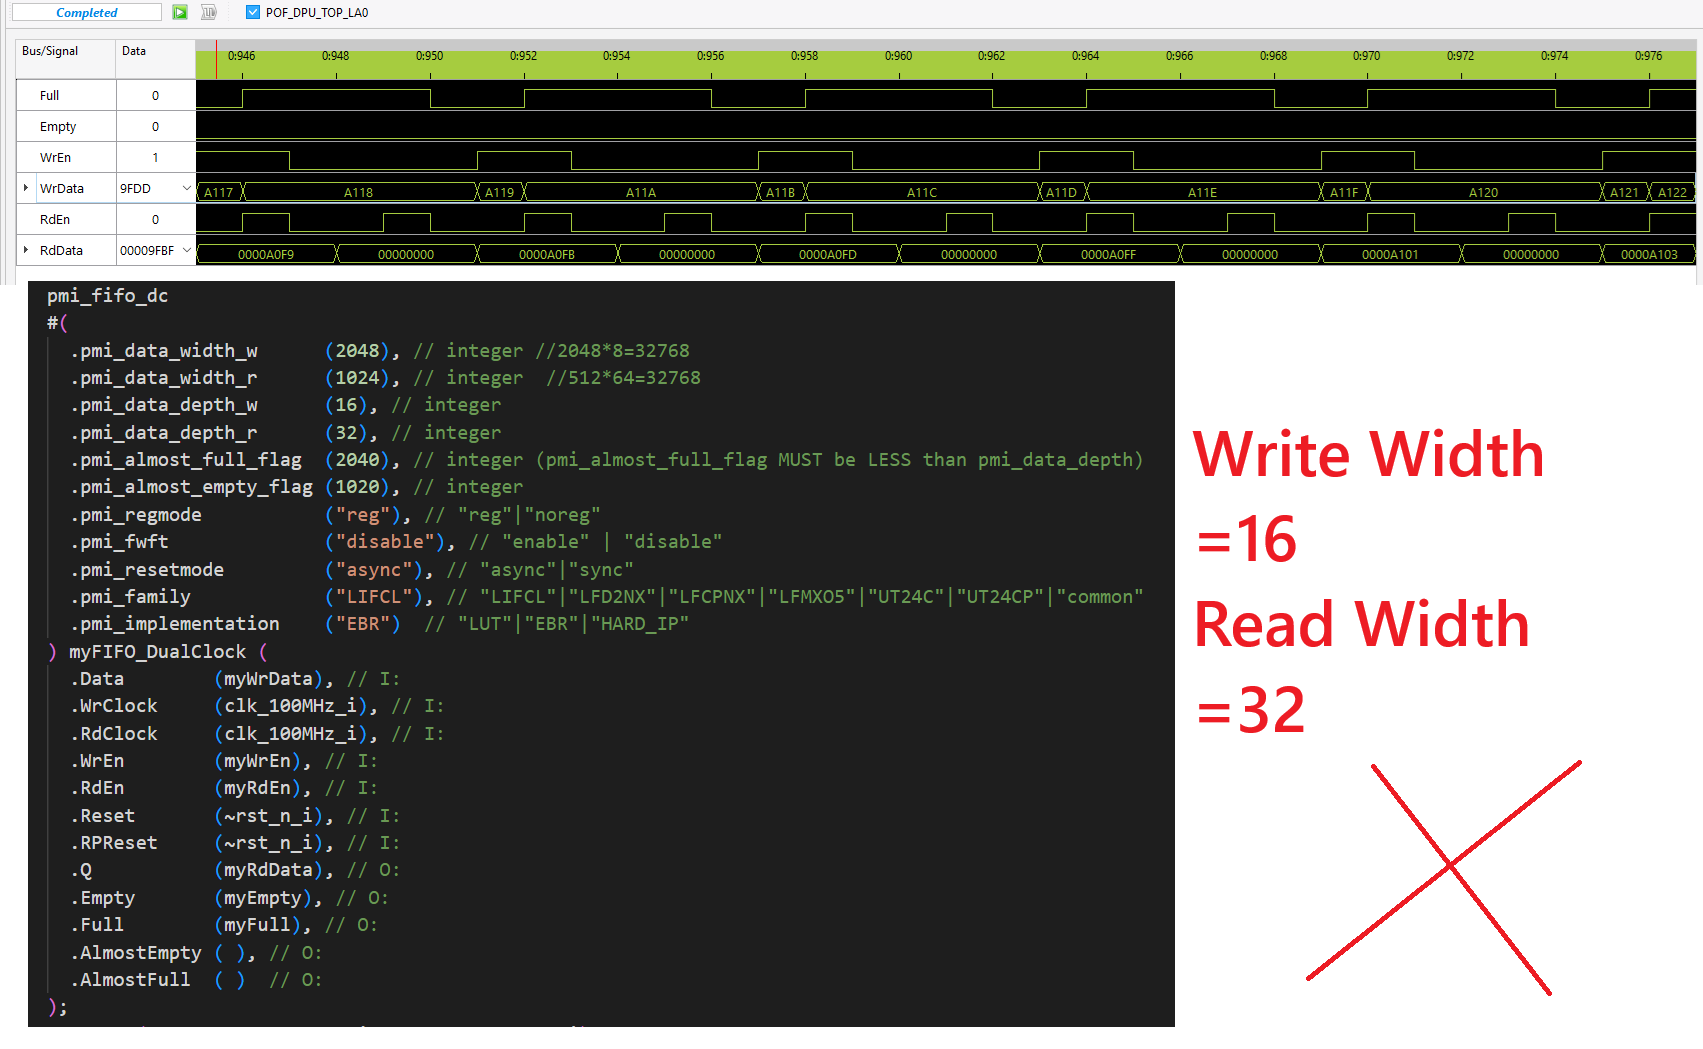 Completed POF_DPU_TOP_LA0
Bus/Signal Data 0:946 0:948 0:950 0:952 0:954 0:956 0:958 0:960 0:962 0:964 0:966 0:968 0:970 0:972 0:974 0:976
Full 0
Empty 0
WrEn 1
WrData 9FDD A117 A118 A119 A11A A11B A11C A11D A11E A11F A120 A121 A122
RdEn 0
RdData 00009FBF 0000A0F9 00000000 0000A0FB 00000000 0000A0FD 00000000 0000A0FF 00000000 0000A101 00000000 0000A103
pmi_fifo_dc
#(
.pmi_data_width_w (2048), // integer //2048*8=32768
.pmi_data_width_r (1024), // integer //512*64=32768
.pmi_data_depth_w (16), // integer
.pmi_data_depth_r (32), // integer
.pmi_almost_full_flag (2040), // integer (pmi_almost_full_flag MUST be LESS than pmi_data_depth)
.pmi_almost_empty_flag (1020), // integer
.pmi_regmode ("reg"), // "reg"|"noreg"
.pmi_fwft ("disable"), // "enable" | "disable"
.pmi_resetmode ("async"), // "async"|"sync"
.pmi_family ("LIFCL"), // "LIFCL"|"LFD2NX"|"LFCPNX"|"LFMXO5"|"UT24C"|"UT24CP"|"common"
.pmi_implementation ("EBR") // "LUT"|"EBR"|"HARD_IP"
) myFIFO_DualClock (
.Data (myWrData), // I:
.WrClock (clk_100MHz_i), // I:
.RdClock (clk_100MHz_i), // I:
.WrEn (myWrEn), // I:
.RdEn (myRdEn), // I:
.Reset (~rst_n_i), // I:
.RPReset (~rst_n_i), // I:
.Q (myRdData), // O:
.Empty (myEmpty), // O:
.Full (myFull), // O:
.AlmostEmpty ( ), // O:
.AlmostFull ( ) // O:
);
Write Width
=16
Read Width
=32